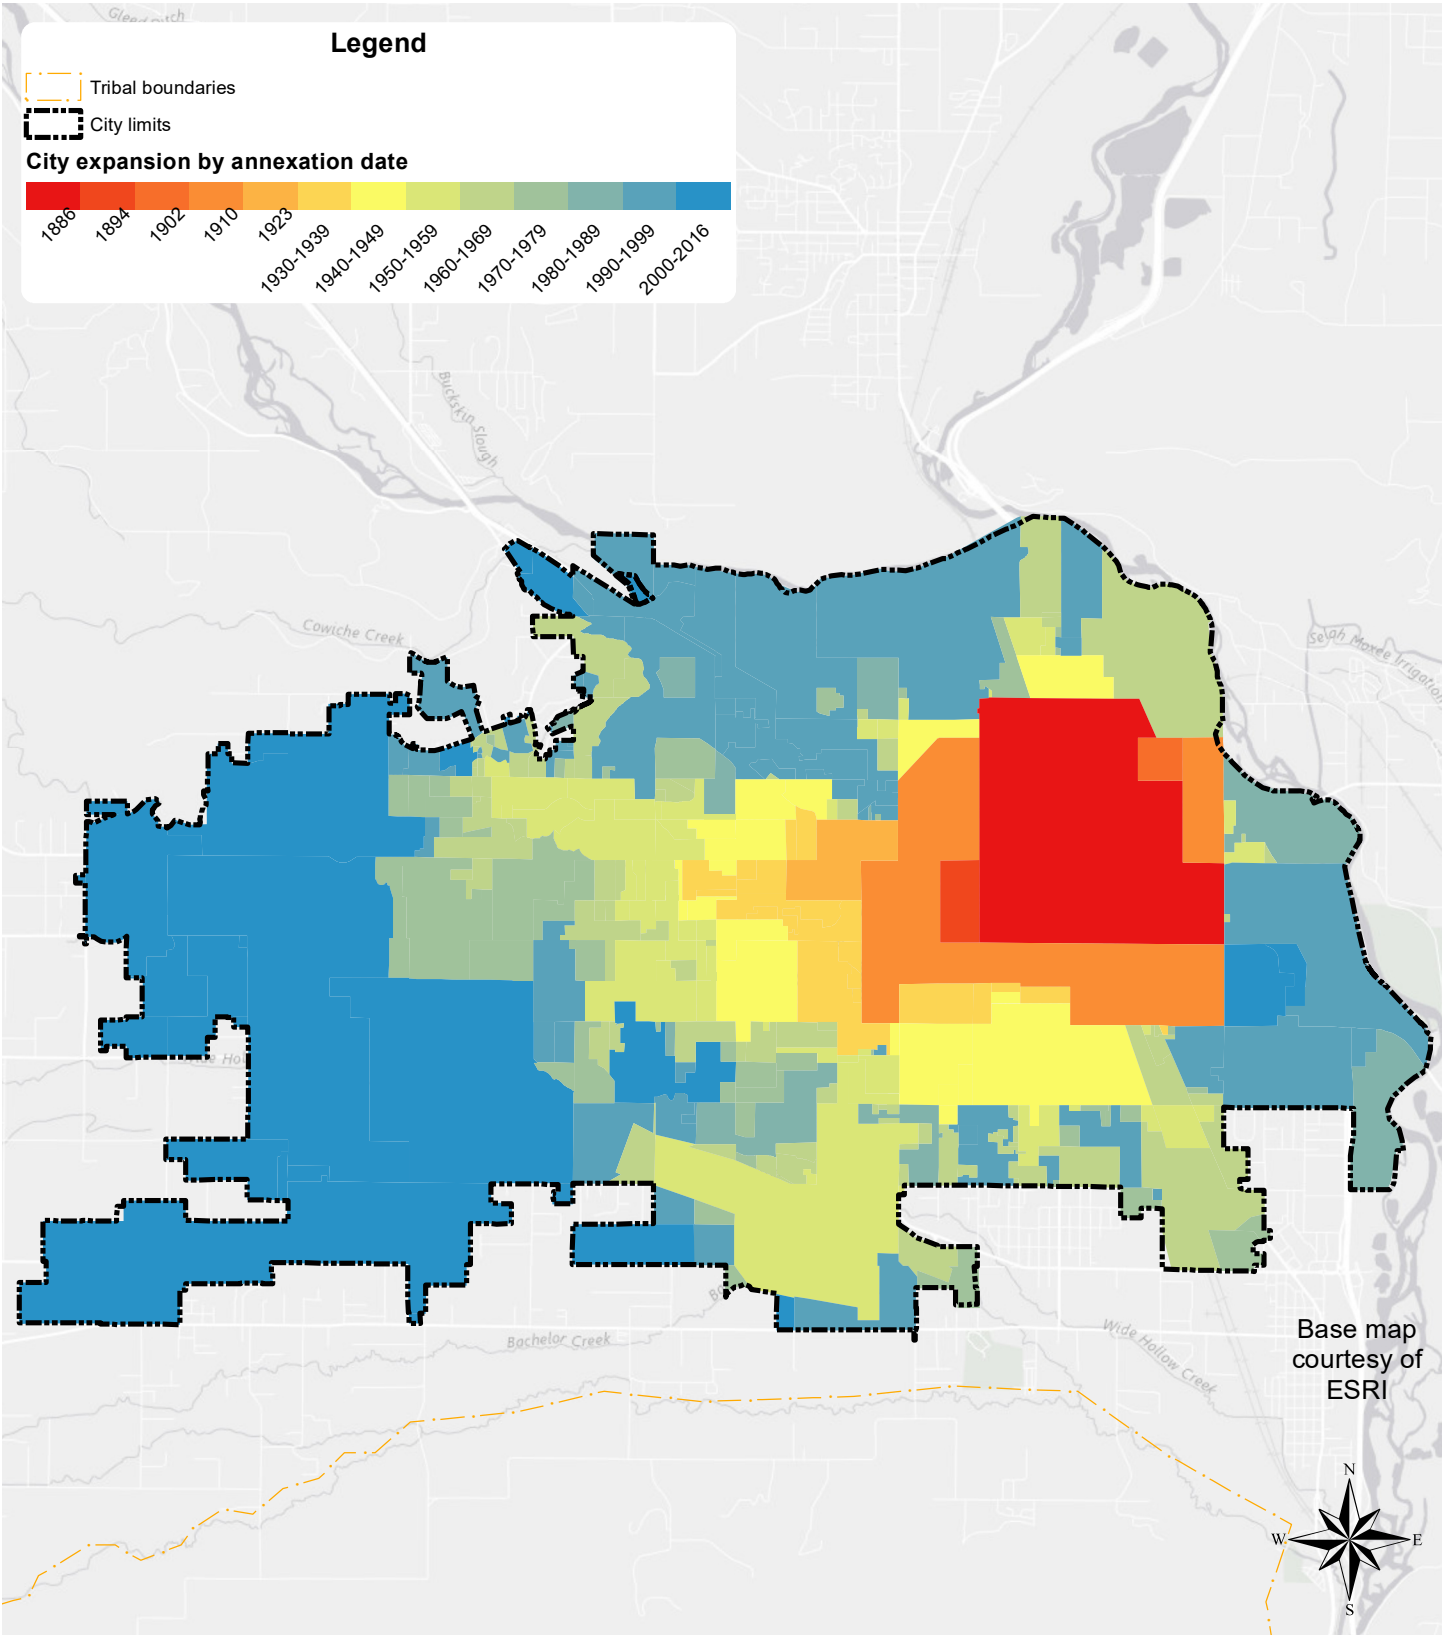 Gleed Ditch
Legend
Tribal boundaries
City limits
City expansion by annexation date
1886
1894
1902
1910
1923
1930-1939
1940-1949
1950-1959
1960-1969
1970-1979
1980-1989
1990-1999
2000-2016
Buckskin Slough
Cowiche Creek
Selah Moxee Irrigation
Bachelor Creek
Wide Hollow Creek
Base map
courtesy of
ESRI
N
W
E
S